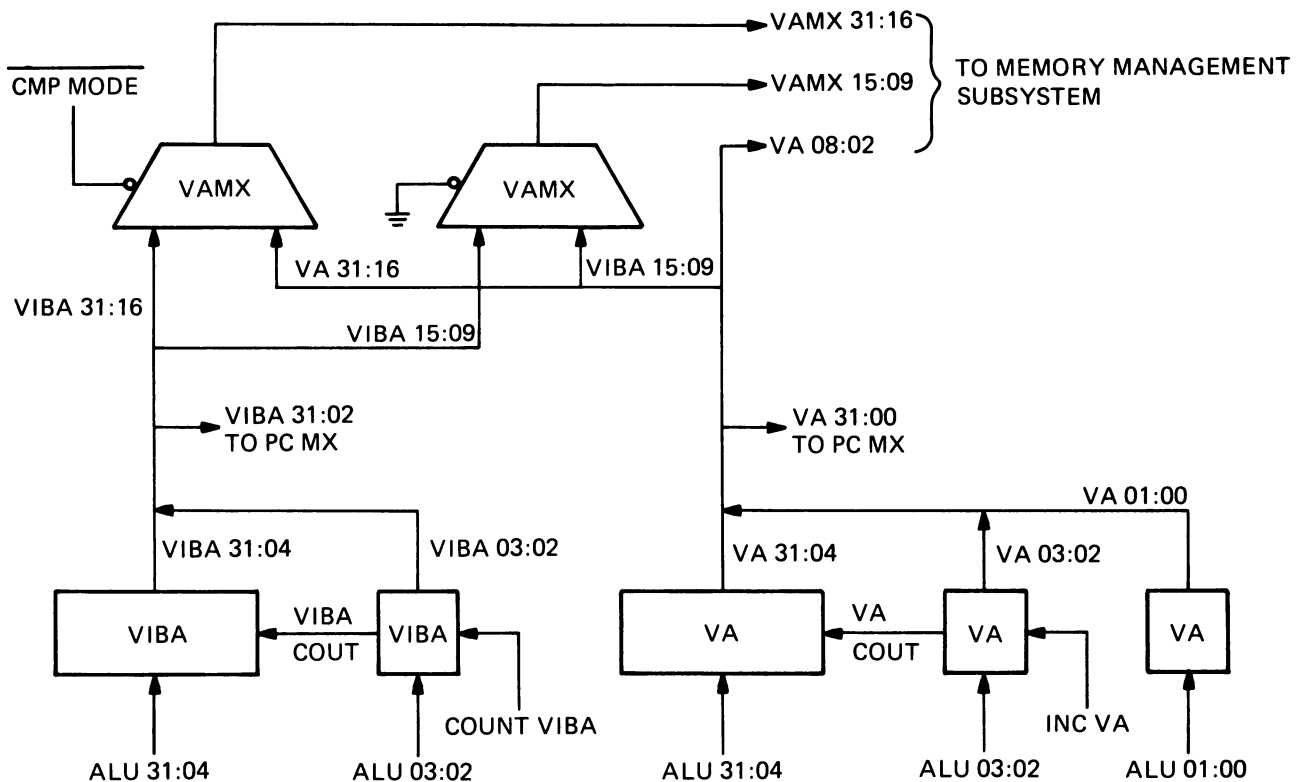 VAMX 31:16
CMP MODE
TO MEMORY MANAGEMENT
SUBSYSTEM
VAMX 15:09
VA 08:02
VAMX
VAMX
VA 31:16
VIBA 15:09
VIBA 31:16
VIBA 15:09
VIBA 31:02
TO PC MX
VA 31:00
TO PC MX
VA 01:00
VIBA 31:04
VIBA 03:02
VA 31:04
VA 03:02
VIBA
VIBA
COUT
VIBA
VA
VA
COUT
VA
VA
COUNT VIBA
INC VA
ALU 31:04
ALU 03:02
ALU 31:04
ALU 03:02
ALU 01:00